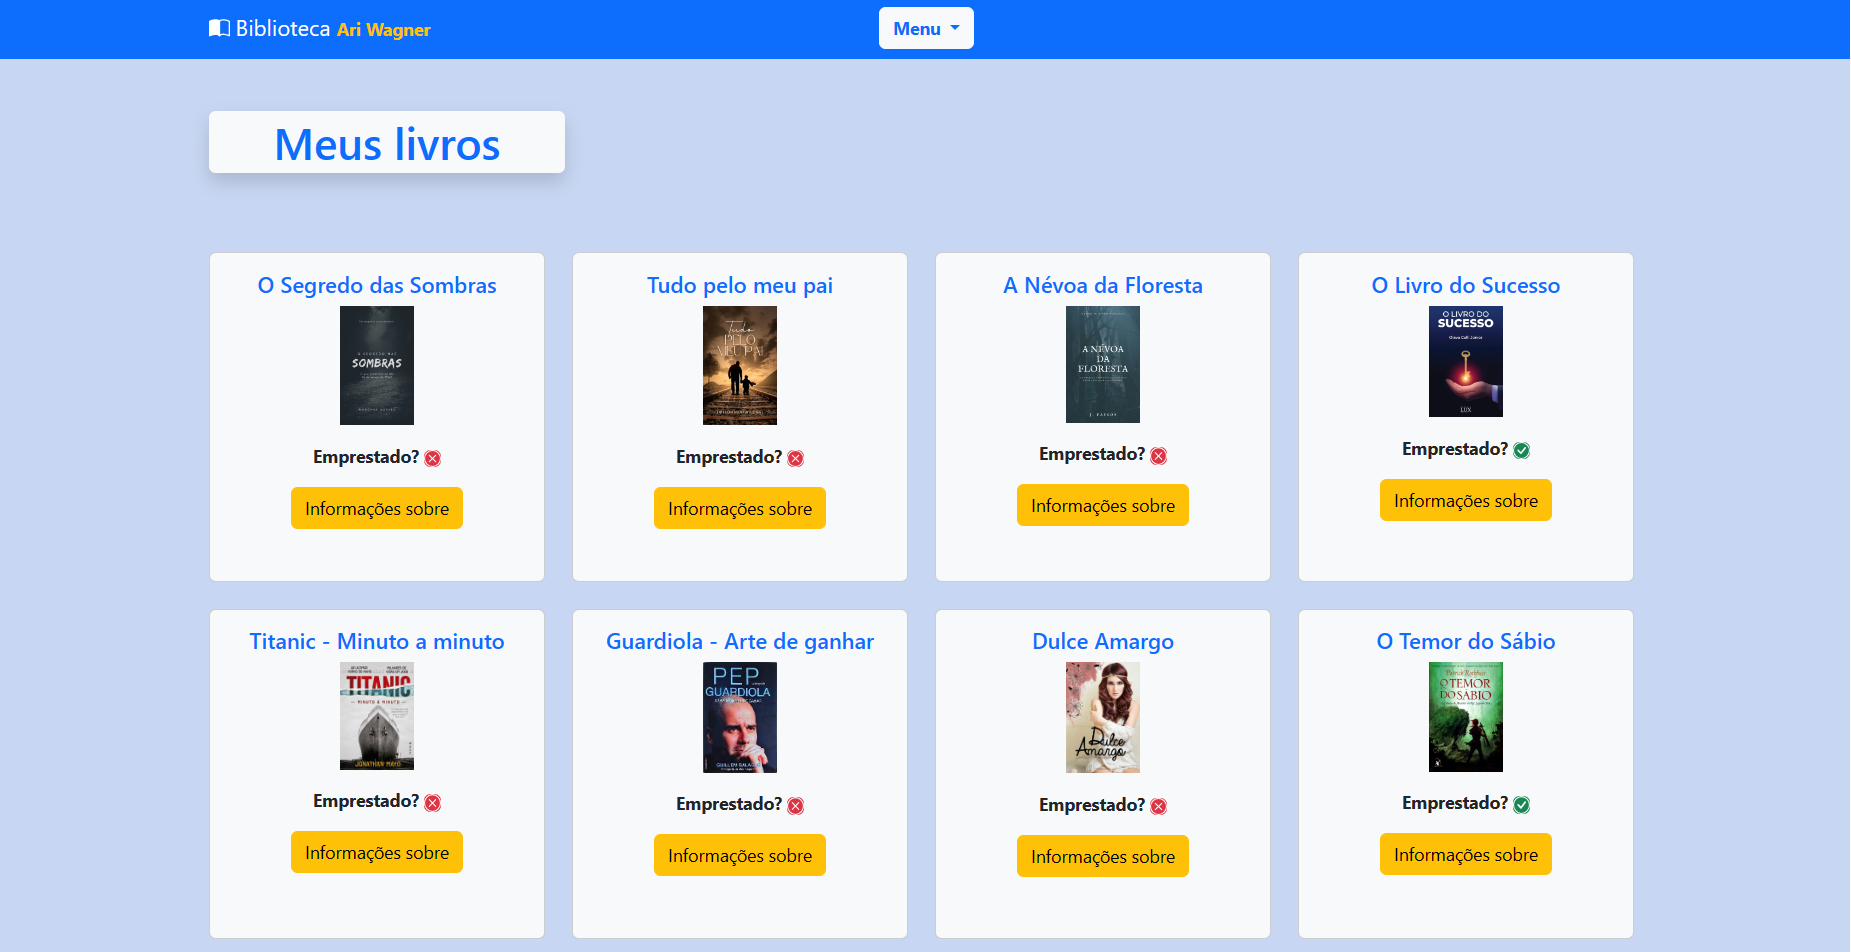 Biblioteca Ari Wagner
Menu
Meus livros
O Segredo das Sombras
Tudo pelo meu pai
A Névoa da Floresta
O Livro do Sucesso
SOMBRAS
Tudo
PELO
MEU PAI
A NÉVOA
DA
FLORESTA
O LIVRO DO
SUCESSO
LUX
Emprestado?
Emprestado?
Emprestado?
Emprestado?
Informações sobre
Informações sobre
Informações sobre
Informações sobre
Titanic - Minuto a minuto
Guardiola - Arte de ganhar
Dulce Amargo
O Temor do Sábio
TITANIC
MINUTO A MINUTO
JONATHAN MAYO
PEP
GUARDIOLA
Dulce
Amargo
Patrick Rothfuss
O TEMOR
DO SÁBIO
Emprestado?
Emprestado?
Emprestado?
Emprestado?
Informações sobre
Informações sobre
Informações sobre
Informações sobre